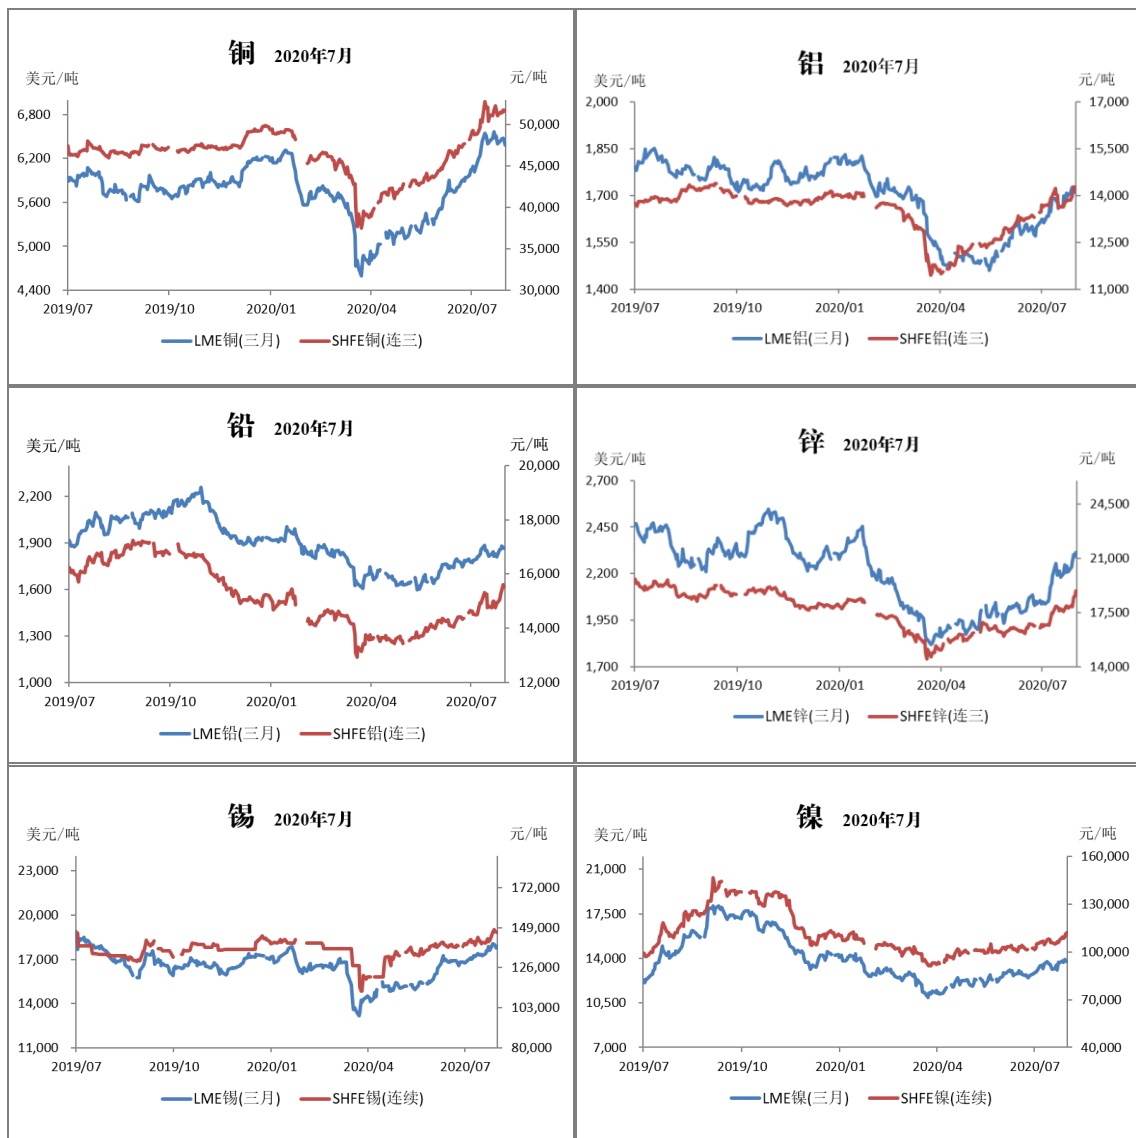 铜 2020年7月
美元/吨 元/吨
6,800
6,200
5,600
5,000
4,400
50,000
45,000
40,000
35,000
30,000
2019/07 2019/10 2020/01 2020/04 2020/07
LME铜(三月) SHFE铜(连三)
铝 2020年7月
美元/吨 元/吨
2,000
1,850
1,700
1,550
1,400
17,000
15,500
14,000
12,500
11,000
2019/07 2019/10 2020/01 2020/04 2020/07
LME铝(三月) SHFE铝(连三)
铅 2020年7月
美元/吨 元/吨
2,200
1,900
1,600
1,300
1,000
20,000
18,000
16,000
14,000
12,000
2019/07 2019/10 2020/01 2020/04 2020/07
LME铅(三月) SHFE铅(连三)
锌 2020年7月
美元/吨 元/吨
2,700
2,450
2,200
1,950
1,700
24,500
21,000
17,500
14,000
2019/07 2019/10 2020/01 2020/04 2020/07
LME锌(三月) SHFE锌(连三)
锡 2020年7月
美元/吨 元/吨
23,000
20,000
17,000
14,000
11,000
172,000
149,000
126,000
103,000
80,000
2019/07 2019/10 2020/01 2020/04 2020/07
LME锡(三月) SHFE锡(连续)
镍 2020年7月
美元/吨 元/吨
21,000
17,500
14,000
10,500
7,000
160,000
130,000
100,000
70,000
40,000
2019/07 2019/10 2020/01 2020/04 2020/07
LME镍(三月) SHFE镍(连续)